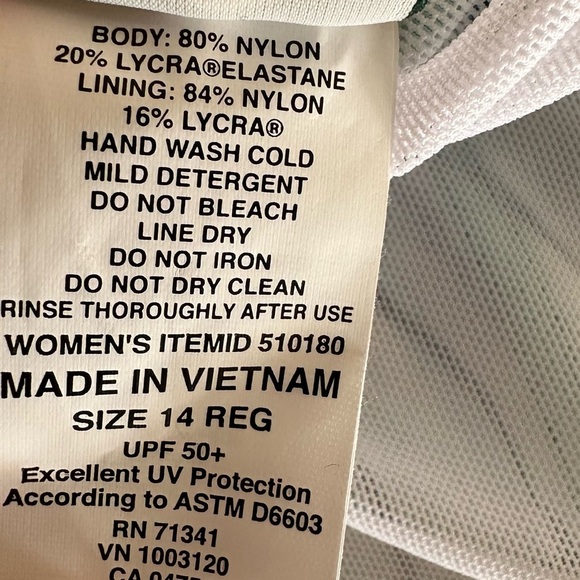 BODY: 80% NYLON
20% LYCRA®ELASTANE
LINING: 84% NYLON
16% LYCRA®
HAND WASH COLD
MILD DETERGENT
DO NOT BLEACH
LINE DRY
DO NOT IRON
DO NOT DRY CLEAN
RINSE THOROUGHLY AFTER USE
WOMEN'S ITEMID 510180
MADE IN VIETNAM
SIZE 14 REG
UPF 50+
Excellent UV Protection
According to ASTM D6603
RN 71341
VN 1003120
CA